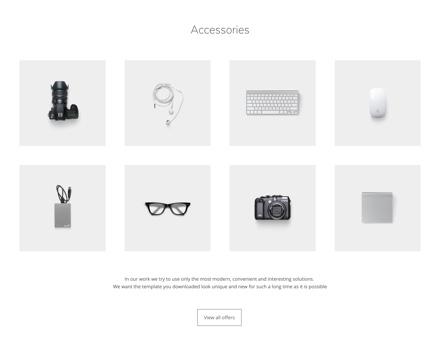 Accessories
In our work we try to use only the most modern, convenient and interesting solutions.
We want the template you downloaded look unique and new for such a long time as it is possible
View all offers